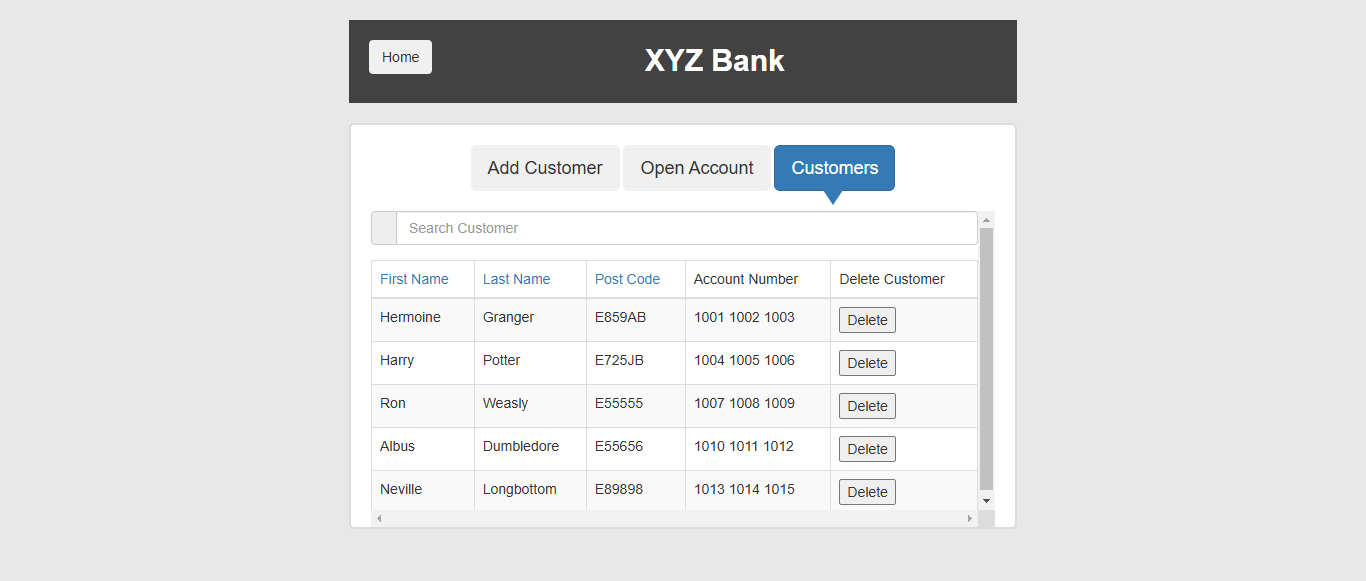 Home
XYZ Bank
Add Customer Open Account Customers
Search Customer
First Name Last Name Post Code Account Number Delete Customer
Hermoine Granger E859AB 1001 1002 1003 Delete
Harry Potter E725JB 1004 1005 1006 Delete
Ron Weasly E55555 1007 1008 1009 Delete
Albus Dumbledore E55656 1010 1011 1012 Delete
Neville Longbottom E89898 1013 1014 1015 Delete